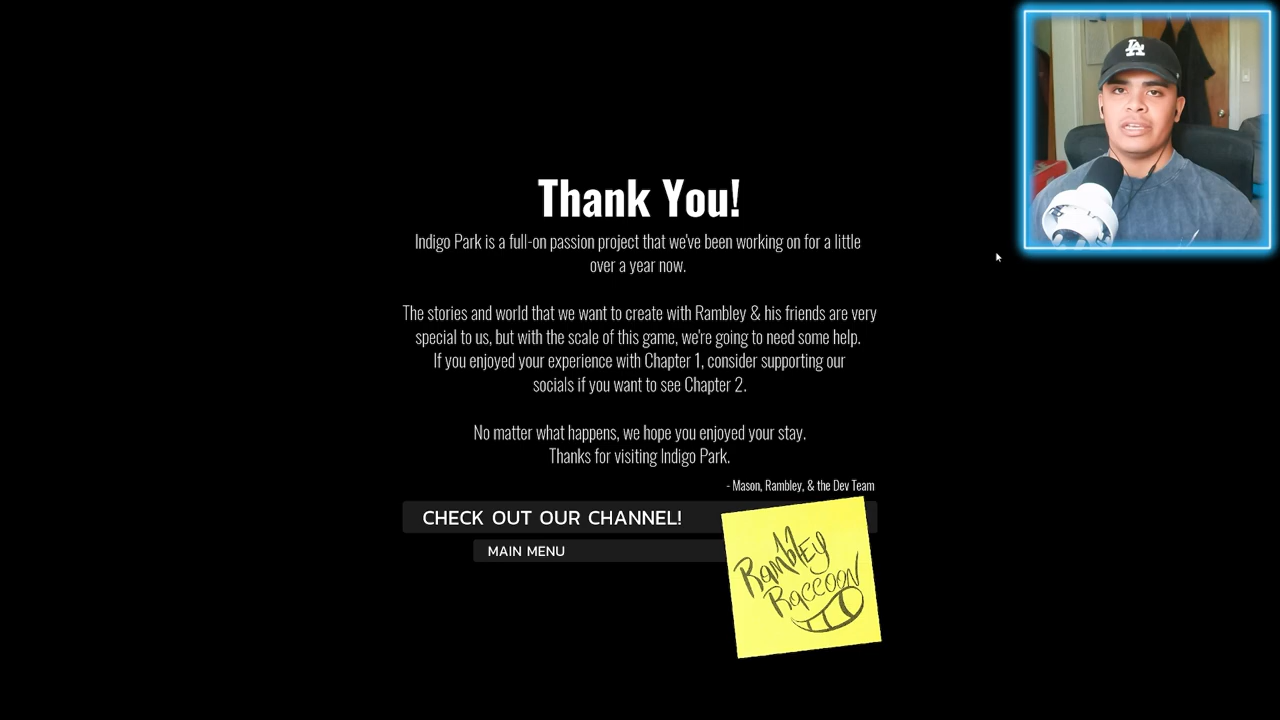 LA
Thank You!
Indigo Park is a full-on passion project that we've been working on for a little
over a year now.
The stories and world that we want to create with Rambley & his friends are very
special to us, but with the scale of this game, we're going to need some help.
If you enjoyed your experience with Chapter 1, consider supporting our
socials if you want to see Chapter 2.
No matter what happens, we hope you enjoyed your stay.
Thanks for visiting Indigo Park.
- Mason, Rambley, & the Dev Team
CHECK OUT OUR CHANNEL!
MAIN MENU
Rambley
Raccoon